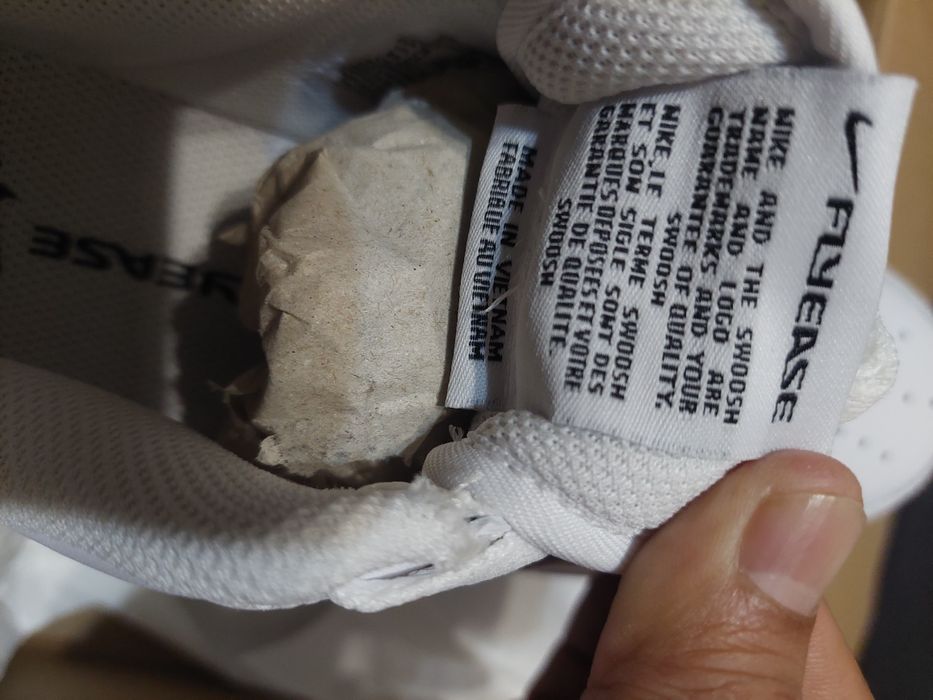 FLYEASE
NIKE AND THE SWOOSH
NAME AND LOGO ARE
TRADEMARKS AND YOUR
GUARANTEE OF QUALITY.
SWOOSH
NIKE, LE TERME SWOOSH
ET SON SIGLE SONT DES
MARQUES DEPOSEES ET VOTRE
GARANTIE DE QUALITE.
SWOOSH
MADE IN VIETNAM
FABRIQUE AU VIETNAM
YEASE